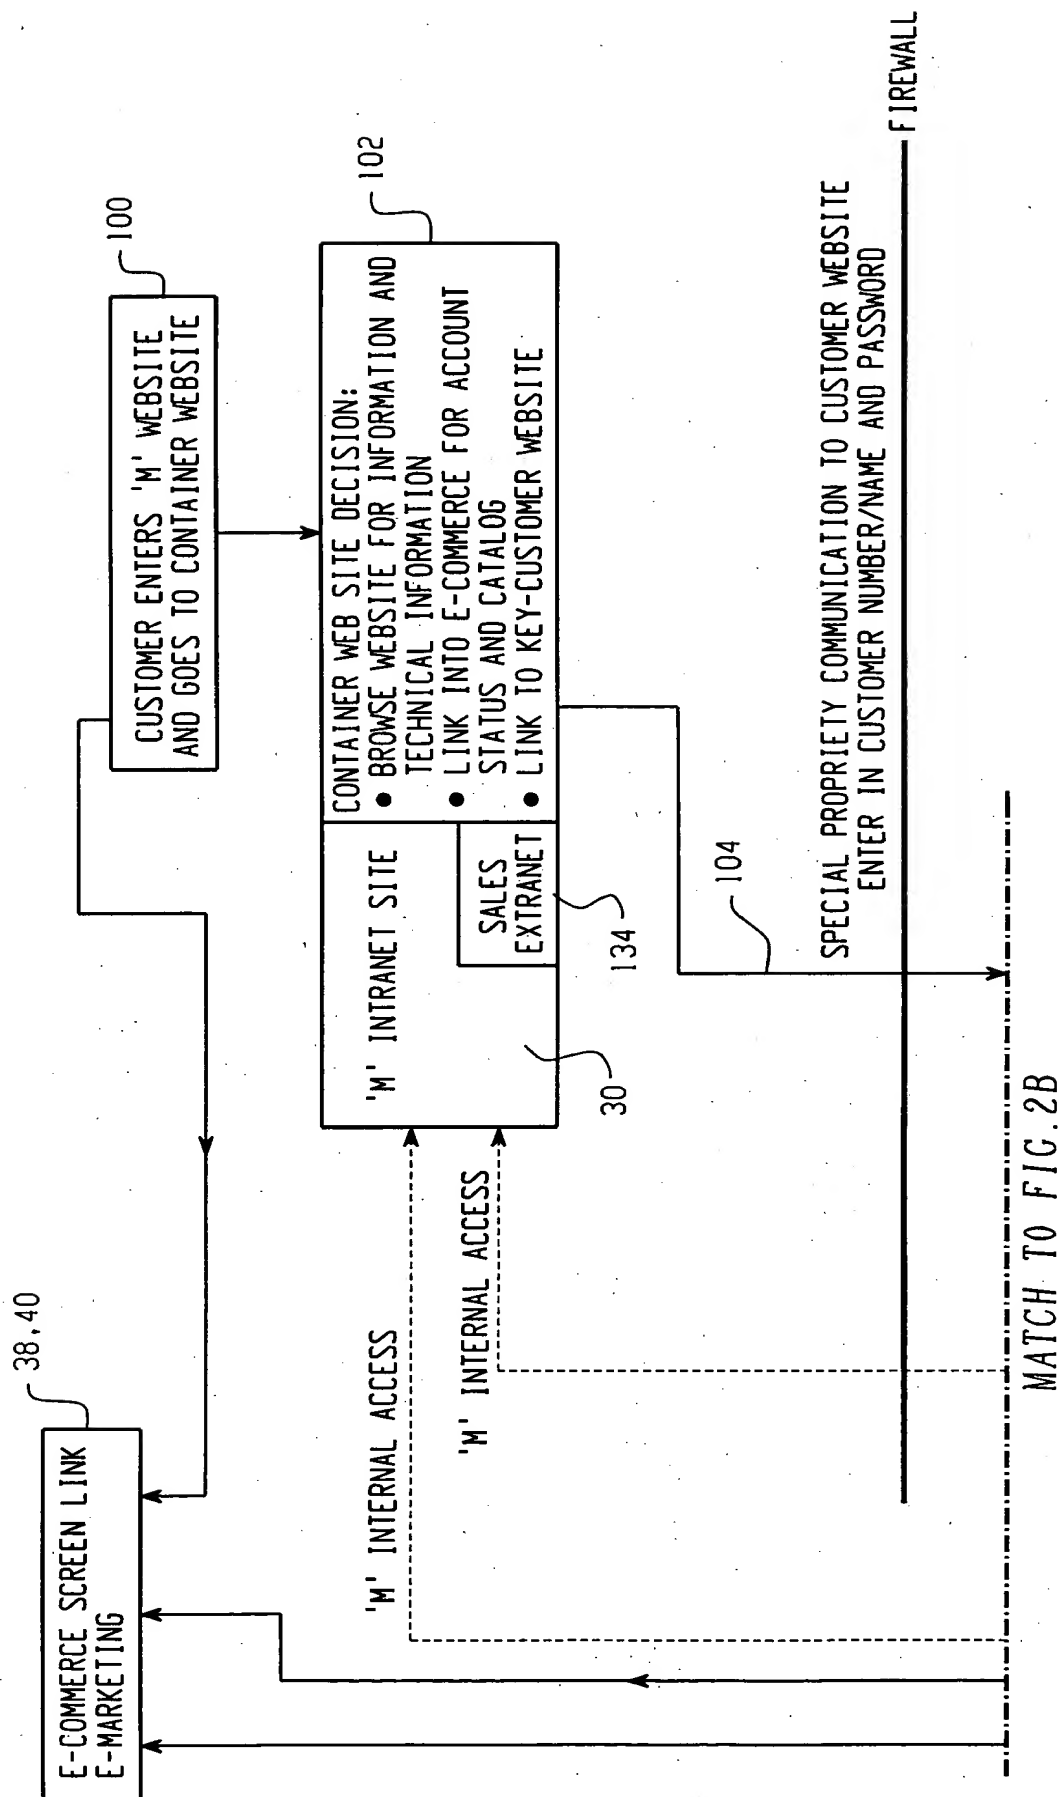 38,40
E-COMMERCE SCREEN LINK
E-MARKETING
100
CUSTOMER ENTERS 'M' WEBSITE
AND GOES TO CONTAINER WEBSITE
102
'M' INTRANET SITE
CONTAINER WEB SITE DECISION:
● BROWSE WEBSITE FOR INFORMATION AND
TECHNICAL INFORMATION
● LINK INTO E-COMMERCE FOR ACCOUNT
STATUS AND CATALOG
● LINK TO KEY-CUSTOMER WEBSITE
SALES
EXTRANET
30
134
'M' INTERNAL ACCESS
'M' INTERNAL ACCESS
104
SPECIAL PROPRIETY COMMUNICATION TO CUSTOMER WEBSITE
ENTER IN CUSTOMER NUMBER/NAME AND PASSWORD
FIREWALL
MATCH TO FIG.2B